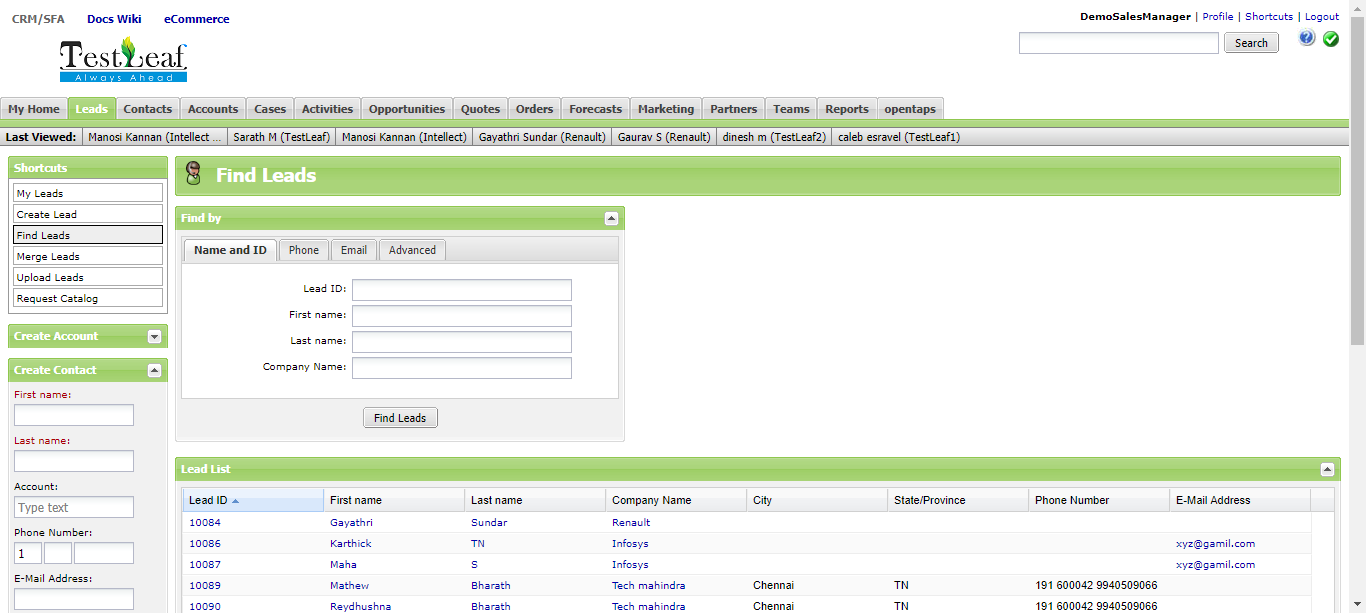 CRM/SFA Docs Wiki eCommerce
DemoSalesManager | Profile | Shortcuts | Logout
TestLeaf
Always Ahead
Search
My Home Leads Contacts Accounts Cases Activities Opportunities Quotes Orders Forecasts Marketing Partners Teams Reports opentaps
Last Viewed: Manosi Kannan (Intellect ... Sarath M (TestLeaf) Manosi Kannan (Intellect) Gayathri Sundar (Renault) Gaurav S (Renault) dinesh m (TestLeaf2) caleb esravel (TestLeaf1)
Shortcuts
My Leads
Create Lead
Find Leads
Merge Leads
Upload Leads
Request Catalog
Create Account
Create Contact
First name:
Last name:
Account:
Type text
Phone Number:
1
E-Mail Address:
Find Leads
Find by
Name and ID Phone Email Advanced
Lead ID:
First name:
Last name:
Company Name:
Find Leads
Lead List
Lead ID First name Last name Company Name City State/Province Phone Number E-Mail Address
10084 Gayathri Sundar Renault
10086 Karthick TN Infosys xyz@gamil.com
10087 Maha S Infosys xyz@gamil.com
10089 Mathew Bharath Tech mahindra Chennai TN 191 600042 9940509066
10090 Reydhushna Bharath Tech mahindra Chennai TN 191 600042 9940509066